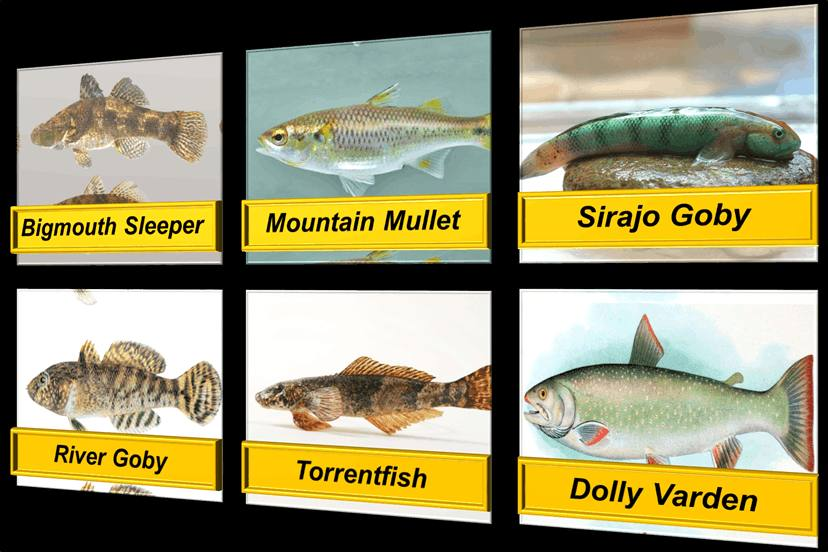 Bigmouth Sleeper
Mountain Mullet
Sirajo Goby
River Goby
Torrentfish
Dolly Varden